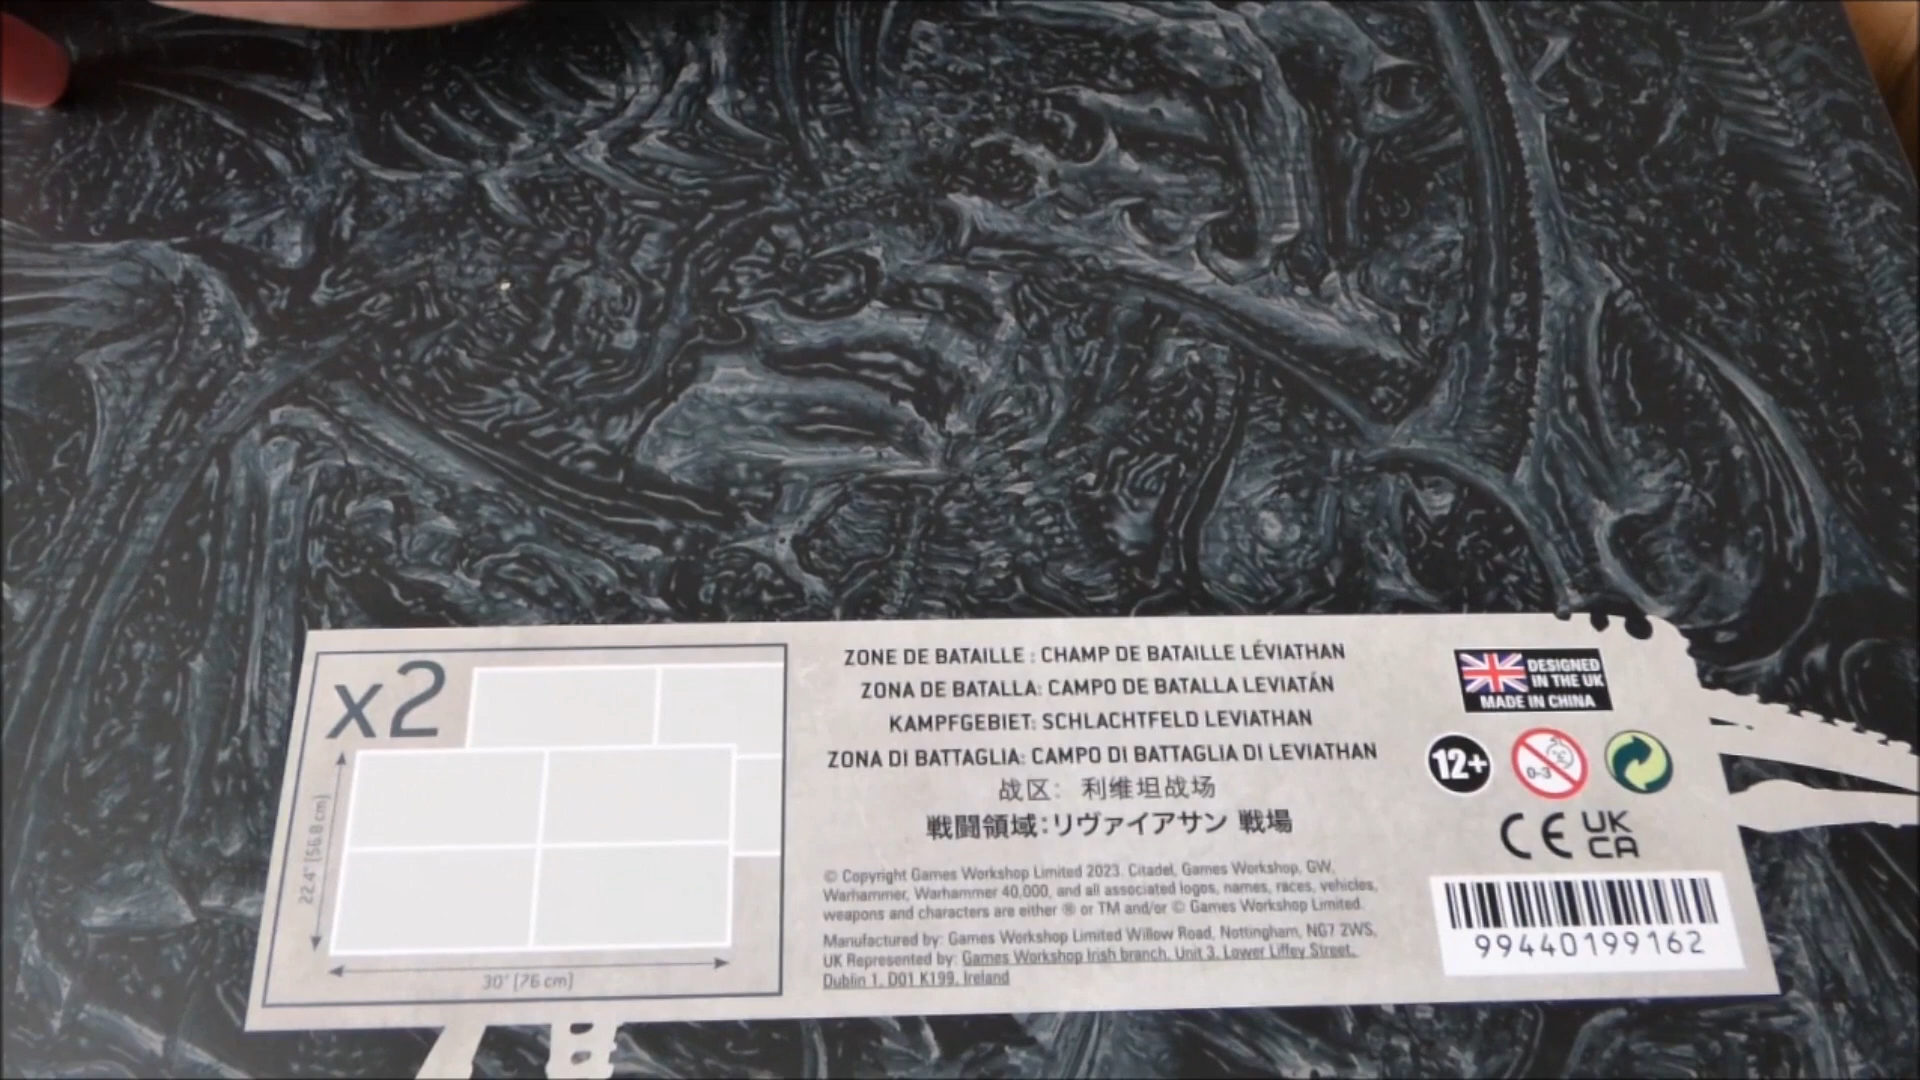 x2
22.4" (56.8 cm)
30" (76 cm)
ZONE DE BATAILLE : CHAMP DE BATAILLE LÉVIATHAN
ZONA DE BATALLA: CAMPO DE BATALLA LEVIATÁN
KAMPFGEBIET: SCHLACHTFELD LEVIATHAN
ZONA DI BATTAGLIA: CAMPO DI BATTAGLIA DI LEVIATHAN
战区: 利维坦战场
戦闘領域:リヴァイアサン 戦場
© Copyright Games Workshop Limited 2023. Citadel, Games Workshop, GW,
Warhammer, Warhammer 40,000, and all associated logos, names, races, vehicles,
weapons and characters are either ® or TM and/or © Games Workshop Limited.
Manufactured by: Games Workshop Limited Willow Road, Nottingham, NG7 2WS,
UK Represented by: Games Workshop Irish branch, Unit 3, Lower Liffey Street,
Dublin 1, D01 K199, Ireland
DESIGNED
IN THE UK
MADE IN CHINA
12+
0-3
CE
UK
CA
99440199162